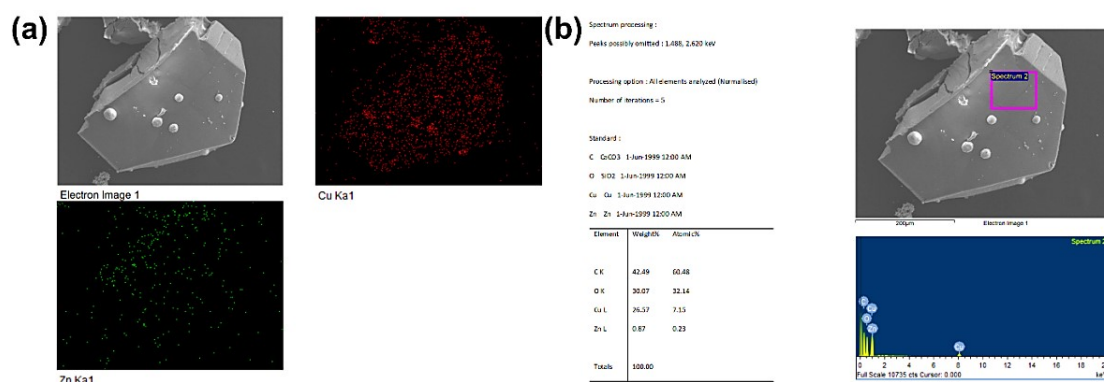 (a)
Electron Image 1
Cu Ka1
Zn Ka1
(b)
Spectrum processing :
Peaks possibly omitted : 1.488, 2.620 keV
Processing option : All elements analyzed (Normalised)
Number of iterations = 5
Standard :
C CaCO3 1-Jun-1999 12:00 AM
O SiO2 1-Jun-1999 12:00 AM
Cu Cu 1-Jun-1999 12:00 AM
Zn Zn 1-Jun-1999 12:00 AM
Element Weight% Atomic%
C K 42.49 60.48
O K 30.07 32.14
Cu L 26.57 7.15
Zn L 0.87 0.23
Totals 100.00
Spectrum 2
200µm Electron Image 1
Spectrum 2
0 2 4 6 8 10 12 14 16 18 20
Full Scale 10735 cts Cursor: 0.000 keV